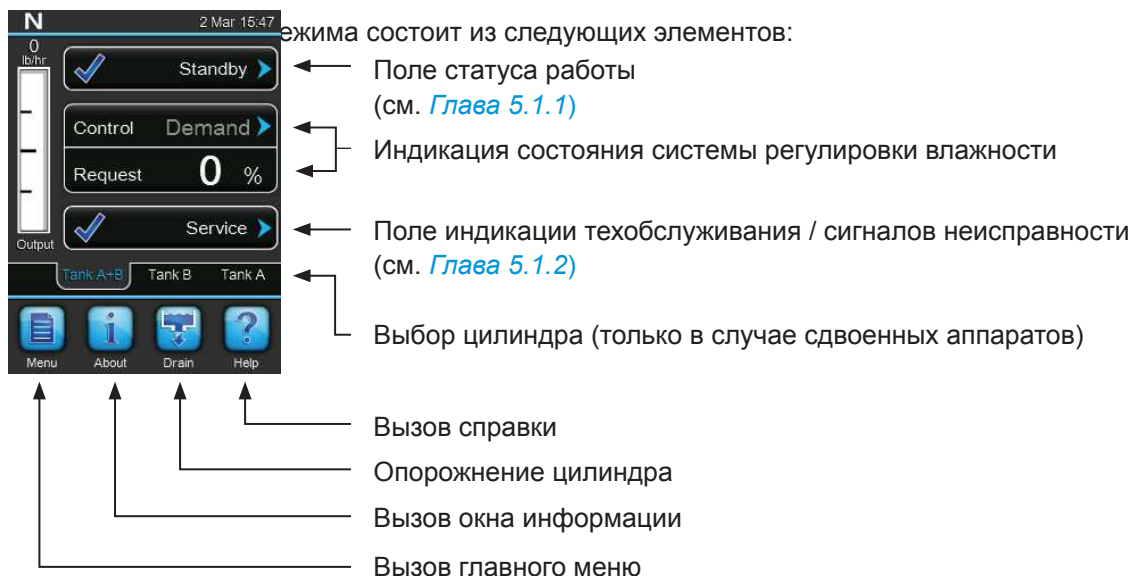 N 2 Mar 15:47
ежима состоит из следующих элементов:
0
lb/hr
Standby
Поле статуса работы
(см. Глава 5.1.1)
Control Demand
Индикация состояния системы регулировки влажности
Request 0 %
Service
Поле индикации техобслуживания / сигналов неисправности
(см. Глава 5.1.2)
Output
Tank A+B Tank B Tank A
Выбор цилиндра (только в случае сдвоенных аппаратов)
Menu About Drain Help
Вызов справки
Опорожнение цилиндра
Вызов окна информации
Вызов главного меню